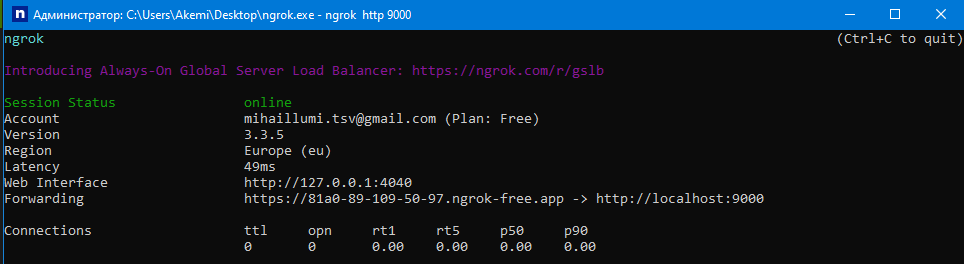 Администратор: C:\Users\Akemi\Desktop\ngrok.exe - ngrok http 9000
ngrok (Ctrl+C to quit)
Introducing Always-On Global Server Load Balancer: https://ngrok.com/r/gslb
Session Status online
Account mihaillumi.tsv@gmail.com (Plan: Free)
Version 3.3.5
Region Europe (eu)
Latency 49ms
Web Interface http://127.0.0.1:4040
Forwarding https://81a0-89-109-50-97.ngrok-free.app -> http://localhost:9000
Connections ttl opn rt1 rt5 p50 p90
0 0 0.00 0.00 0.00 0.00